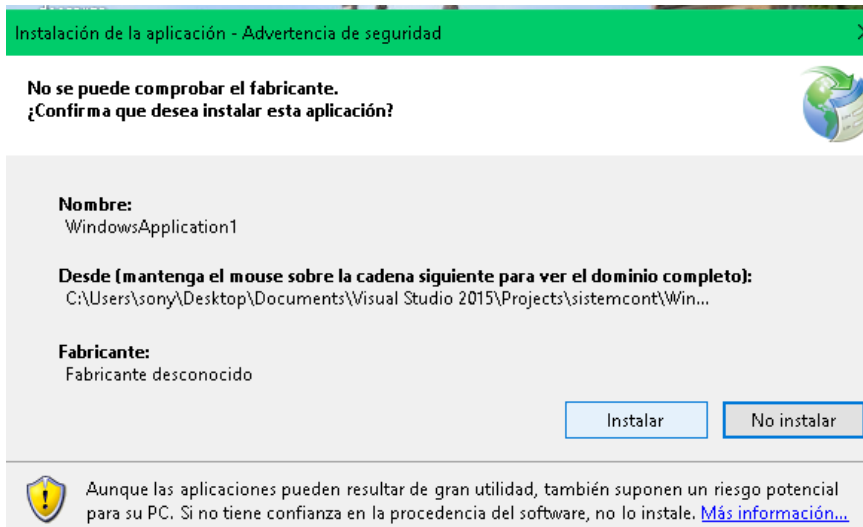 Instalación de la aplicación - Advertencia de seguridad
No se puede comprobar el fabricante.
¿Confirma que desea instalar esta aplicación?
Nombre:
WindowsApplication1
Desde (mantenga el mouse sobre la cadena siguiente para ver el dominio completo):
C:\Users\sony\Desktop\Documents\Visual Studio 2015\Projects\sistemcont\Win...
Fabricante:
Fabricante desconocido
Instalar
No instalar
Aunque las aplicaciones pueden resultar de gran utilidad, también suponen un riesgo potencial
para su PC. Si no tiene confianza en la procedencia del software, no lo instale. Más información...